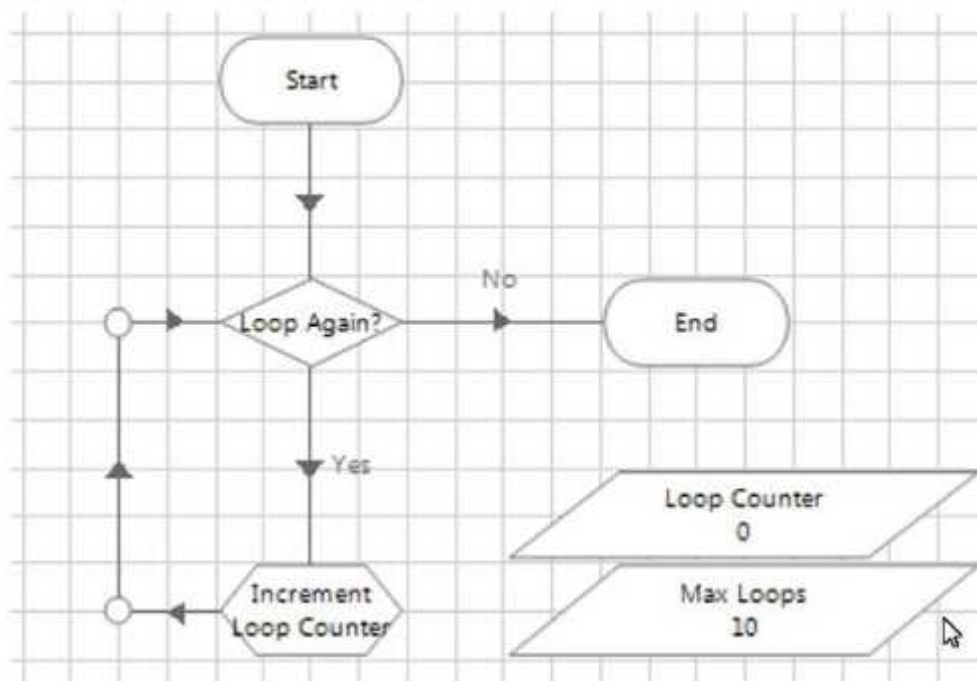 Start
No
Loop Again?
End
Yes
Loop Counter
0
Increment
Loop Counter
Max Loops
10